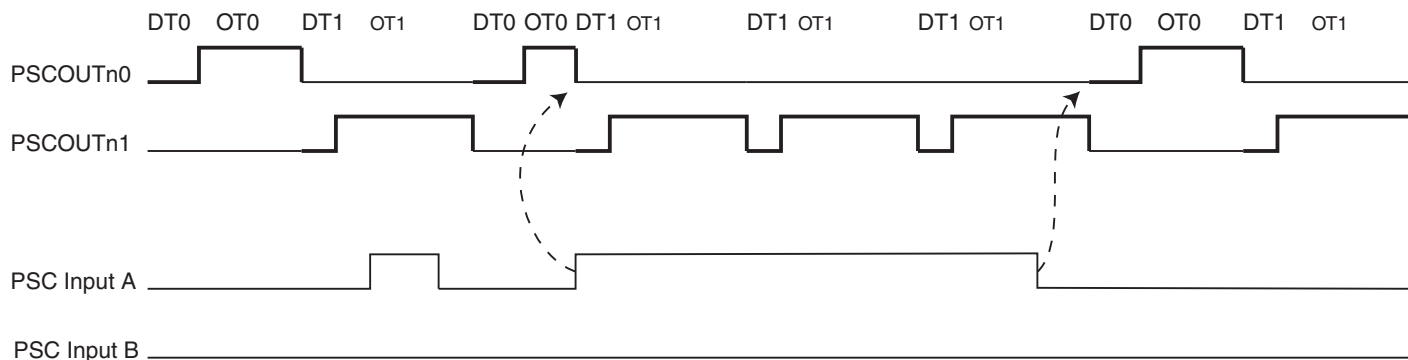 DT0 OT0 DT1 OT1 DT0 OT0 DT1 OT1 DT1 OT1 DT1 OT1 DT0 OT0 DT1 OT1
PSCOUTn0
PSCOUTn1
PSC Input A
PSC Input B